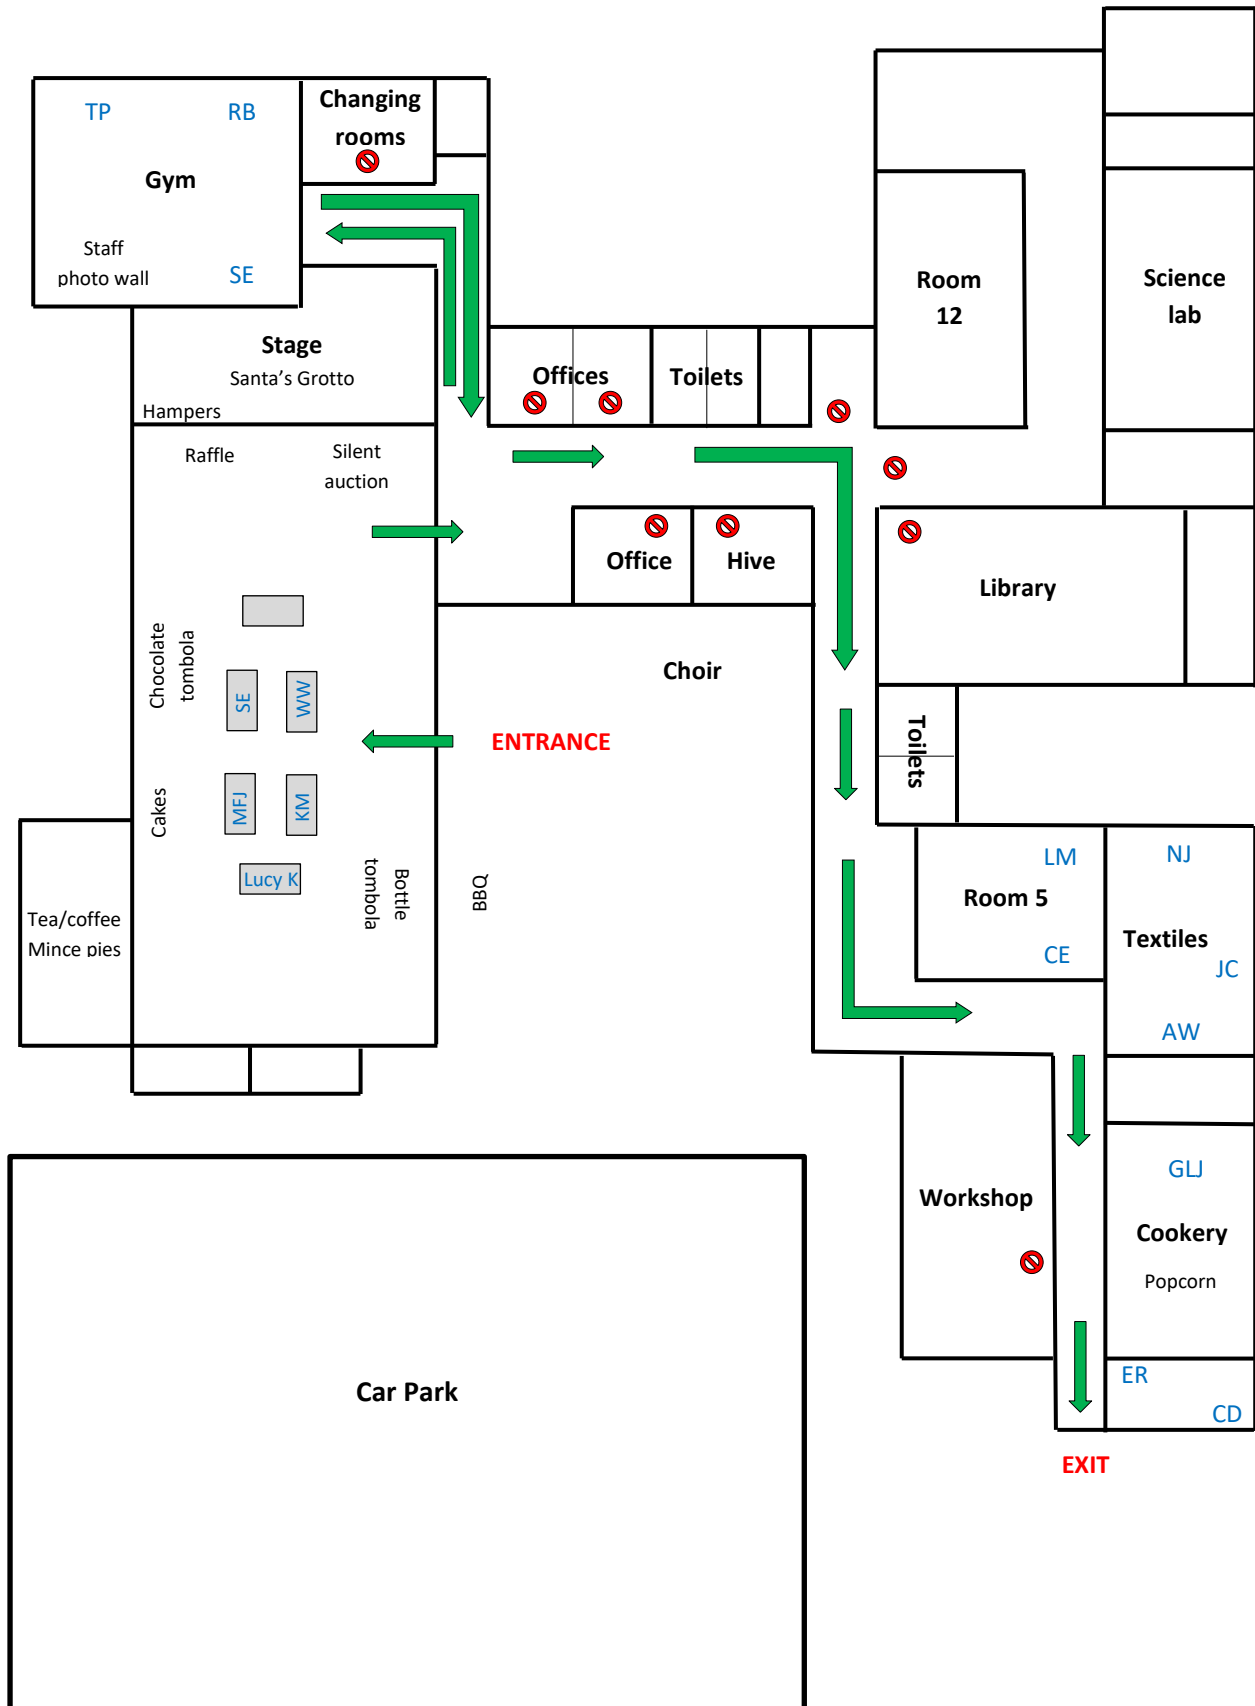 TP
RB
Gym
Staff
photo wall
SE
Changing
rooms
Stage
Santa's Grotto
Hampers
Raffle
Silent
auction
Offices
Toilets
Room
12
Science
lab
Office
Hive
Library
Choir
Toilets
ENTRANCE
Chocolate
tombola
SE
WW
Cakes
MFJ
KM
Lucy K
Bottle
tombola
BBQ
Tea/coffee
Mince pies
LM
Room 5
CE
NJ
Textiles
JC
AW
Workshop
GLJ
Cookery
Popcorn
ER
CD
EXIT
Car Park